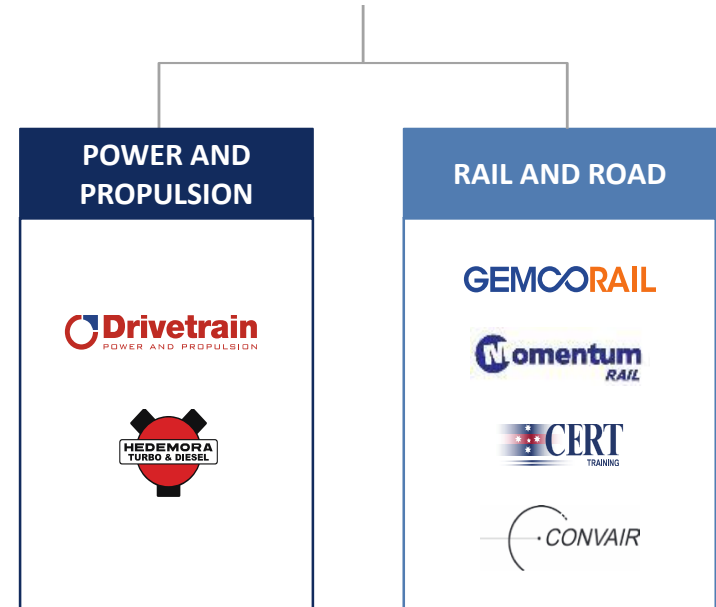 POWER AND
PROPULSION
Drivetrain
POWER AND PROPULSION
HEDEMORA
TURBO & DIESEL
RAIL AND ROAD
GEMCORAIL
Momentum
RAIL
CERT
TRAINING
CONVAIR